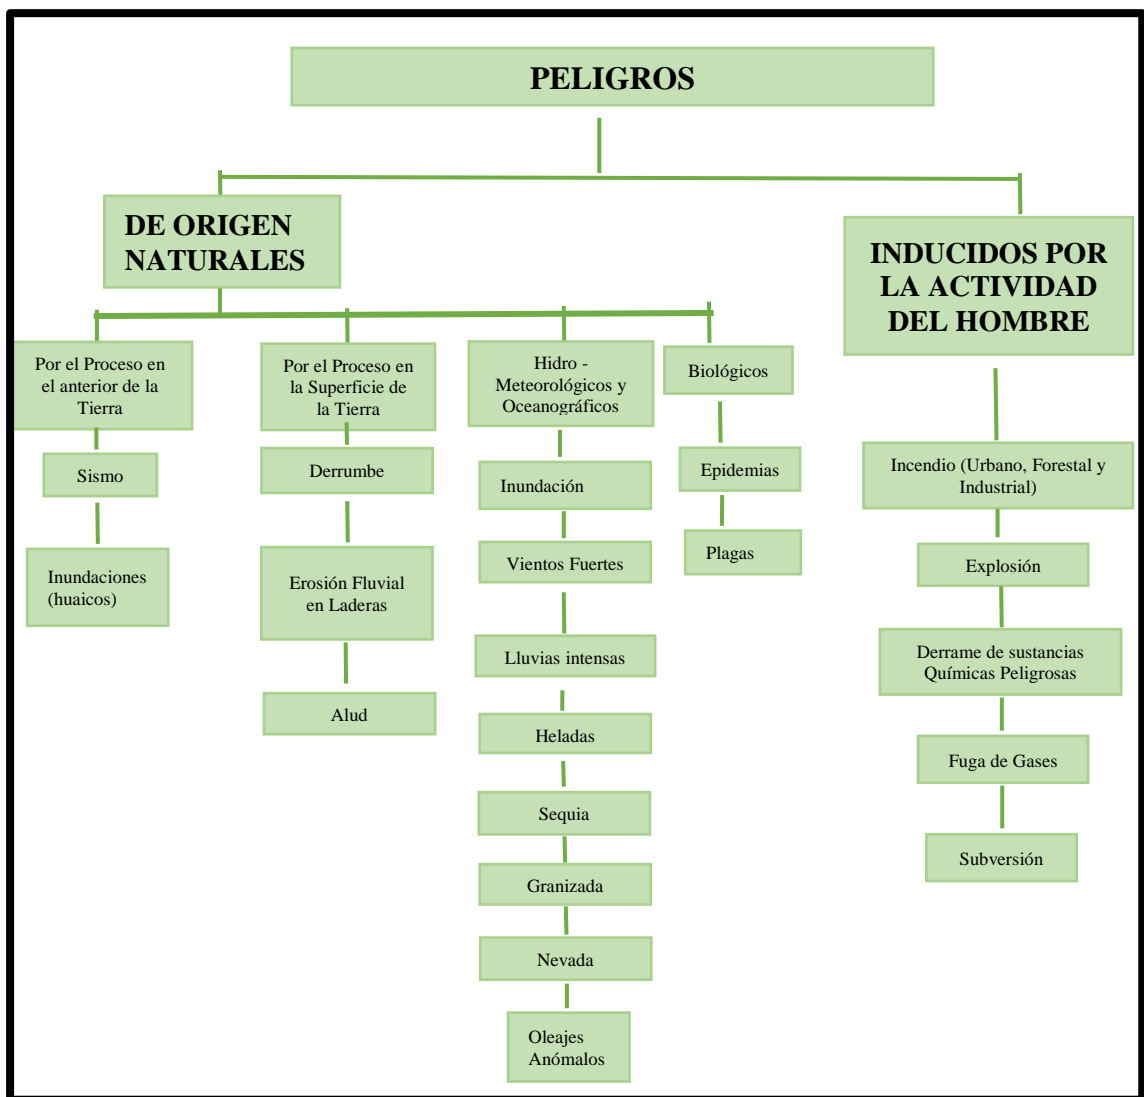 PELIGROS
DE ORIGEN
NATURALES
INDUCIDOS POR
LA ACTIVIDAD
DEL HOMBRE
Por el Proceso en
el anterior de la
Tierra
Sismo
Inundaciones
(huaicos)
Por el Proceso en
la Superficie de
la Tierra
Derrumbe
Erosión Fluvial
en Laderas
Alud
Hidro -
Meteorológicos y
Oceanográficos
Inundación
Vientos Fuertes
Lluvias intensas
Heladas
Sequia
Granizada
Nevada
Oleajes
Anómalos
Biológicos
Epidemias
Plagas
Incendio (Urbano, Forestal y
Industrial)
Explosión
Derrame de sustancias
Químicas Peligrosas
Fuga de Gases
Subversión